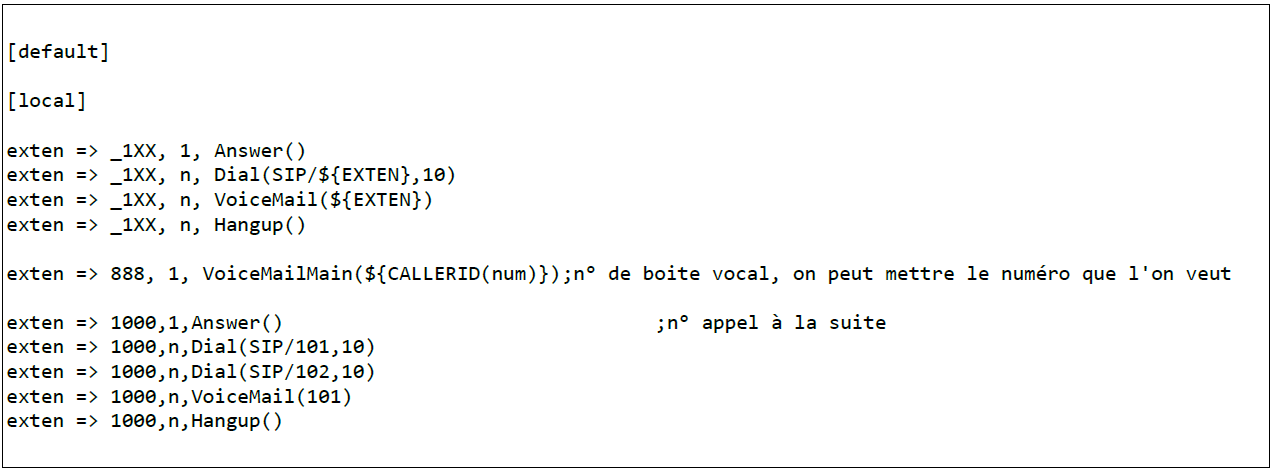 [default]
[local]
exten => _1XX, 1, Answer()
exten => _1XX, n, Dial(SIP/${EXTEN},10)
exten => _1XX, n, VoiceMail(${EXTEN})
exten => _1XX, n, Hangup()
exten => 888, 1, VoiceMailMain(${CALLERID(num)});n° de boite vocal, on peut mettre le numéro que l'on veut
exten => 1000,1,Answer() ;n° appel à la suite
exten => 1000,n,Dial(SIP/101,10)
exten => 1000,n,Dial(SIP/102,10)
exten => 1000,n,VoiceMail(101)
exten => 1000,n,Hangup()